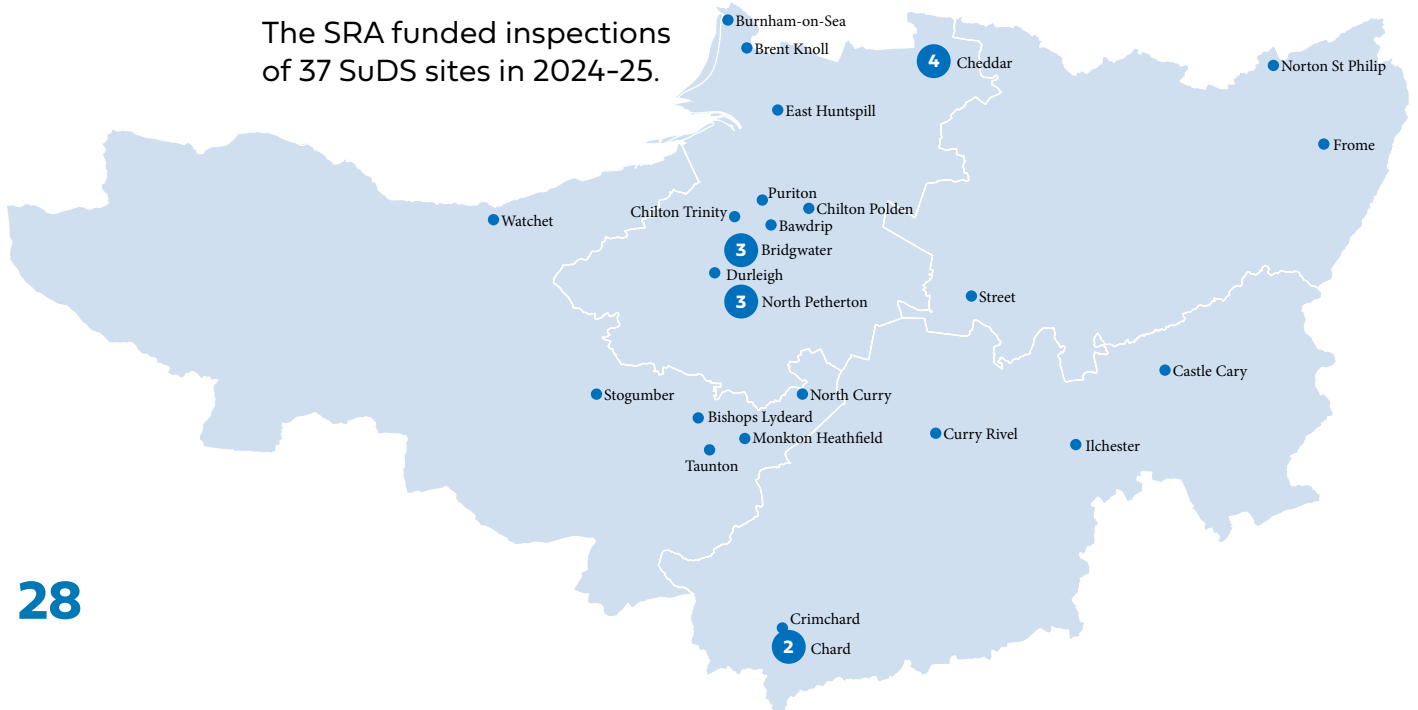 The SRA funded inspections
of 37 SuDS sites in 2024-25.
Burnham-on-Sea
Brent Knoll
4 Cheddar
Norton St Philip
East Huntspill
Frome
Puriton
Chilton Polden
Chilton Trinity
Watchet
Bawdrip
3 Bridgwater
Durleigh
3 North Petherton
Street
Castle Cary
Stogumber
North Curry
Bishops Lydeard
Monkton Heathfield
Curry Rivel
Ilchester
Taunton
28
Crimchard
2 Chard